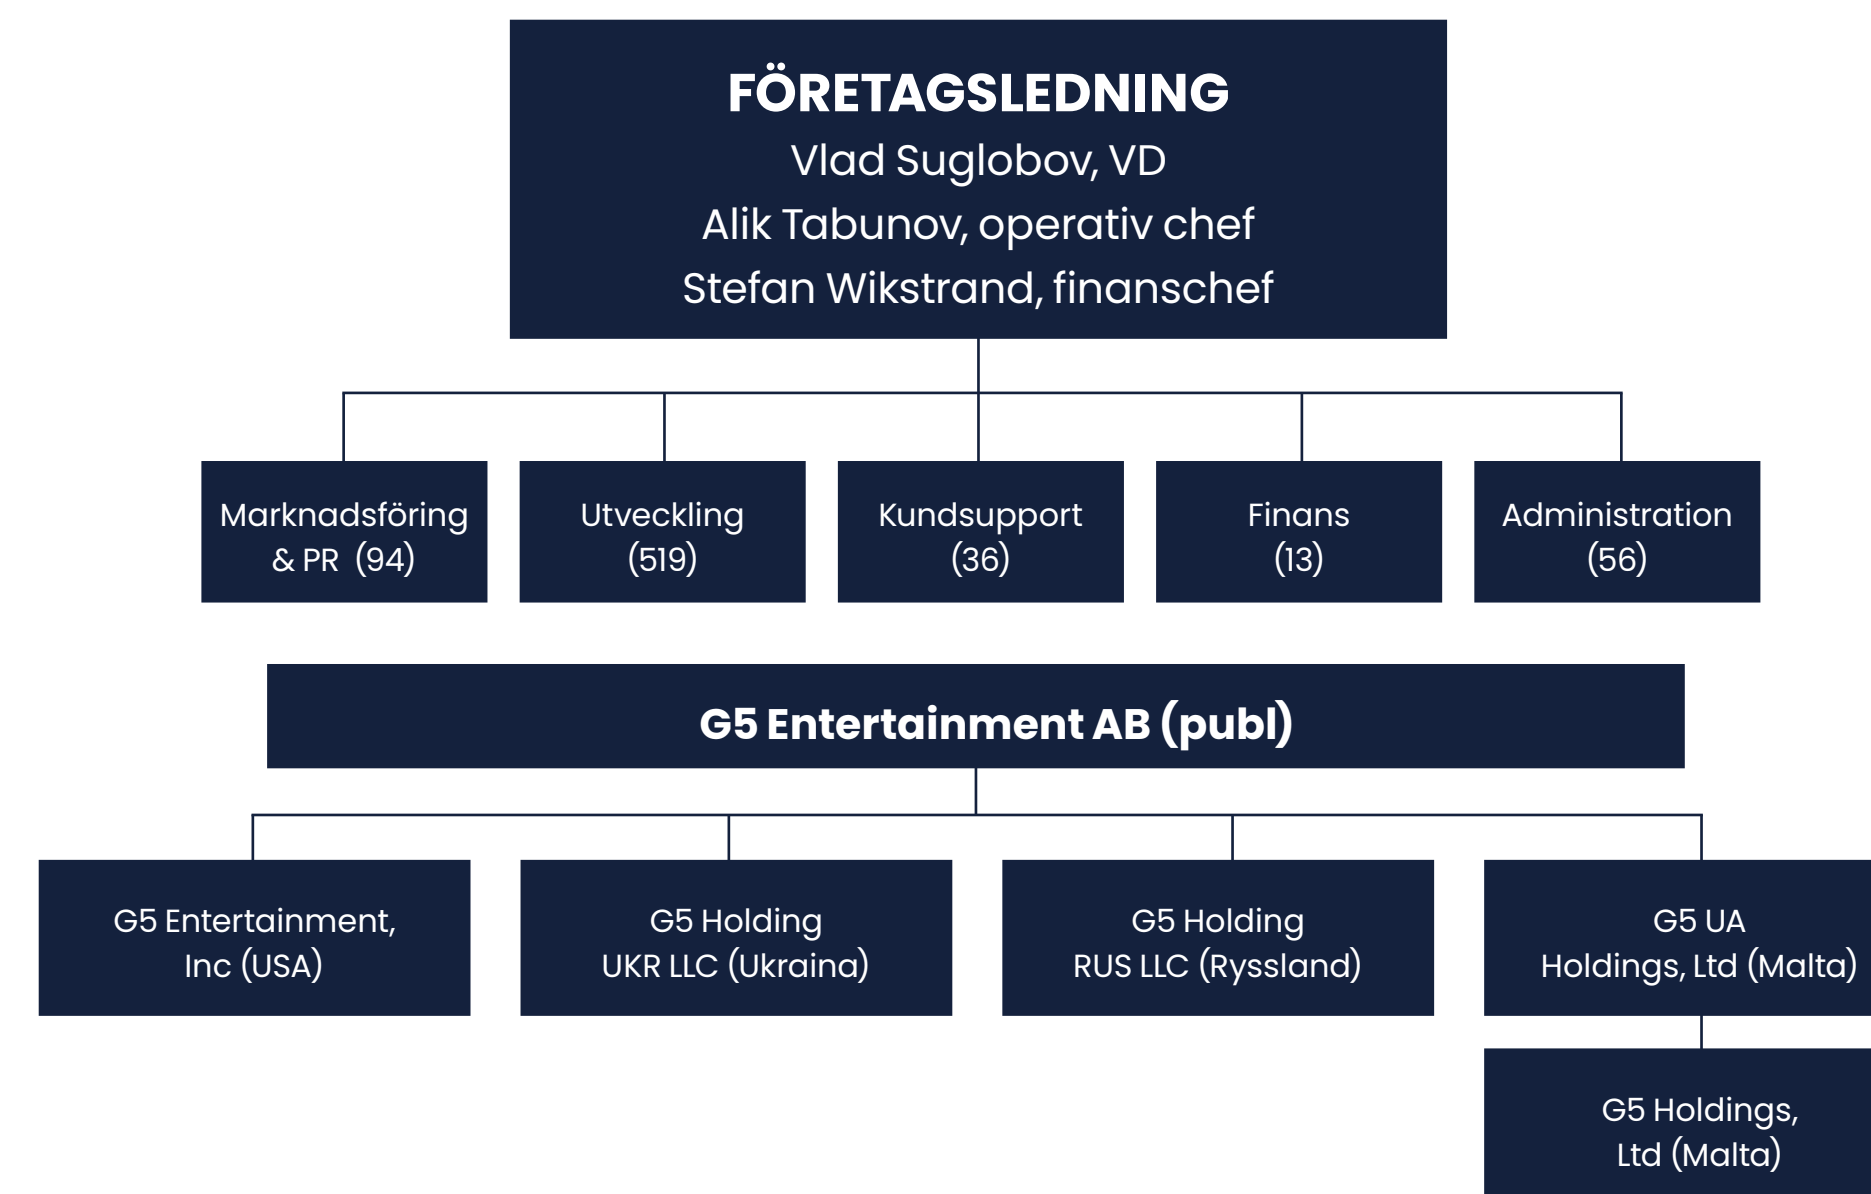 FÖRETAGSLEDNING
Vlad Suglobov, VD
Alik Tabunov, operativ chef
Stefan Wikstrand, finanschef
Marknadsföring
& PR (94)
Utveckling
(519)
Kundsupport
(36)
Finans
(13)
Administration
(56)
G5 Entertainment AB (publ)
G5 Entertainment,
Inc (USA)
G5 Holding
UKR LLC (Ukraina)
G5 Holding
RUS LLC (Ryssland)
G5 UA
Holdings, Ltd (Malta)
G5 Holdings,
Ltd (Malta)